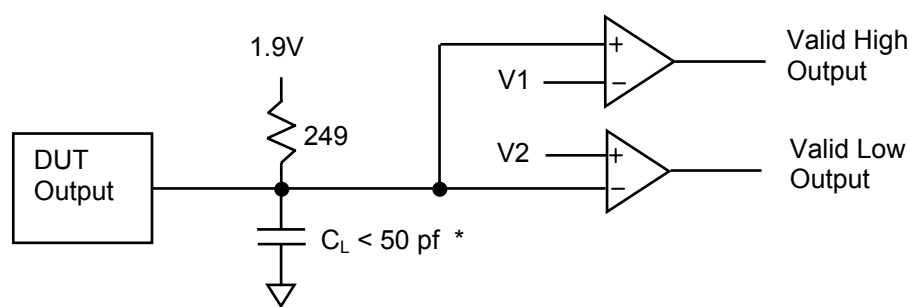 1.9V
249
DUT
Output
C_L < 50 pf *
V1
V2
+
−
+
−
Valid High
Output
Valid Low
Output